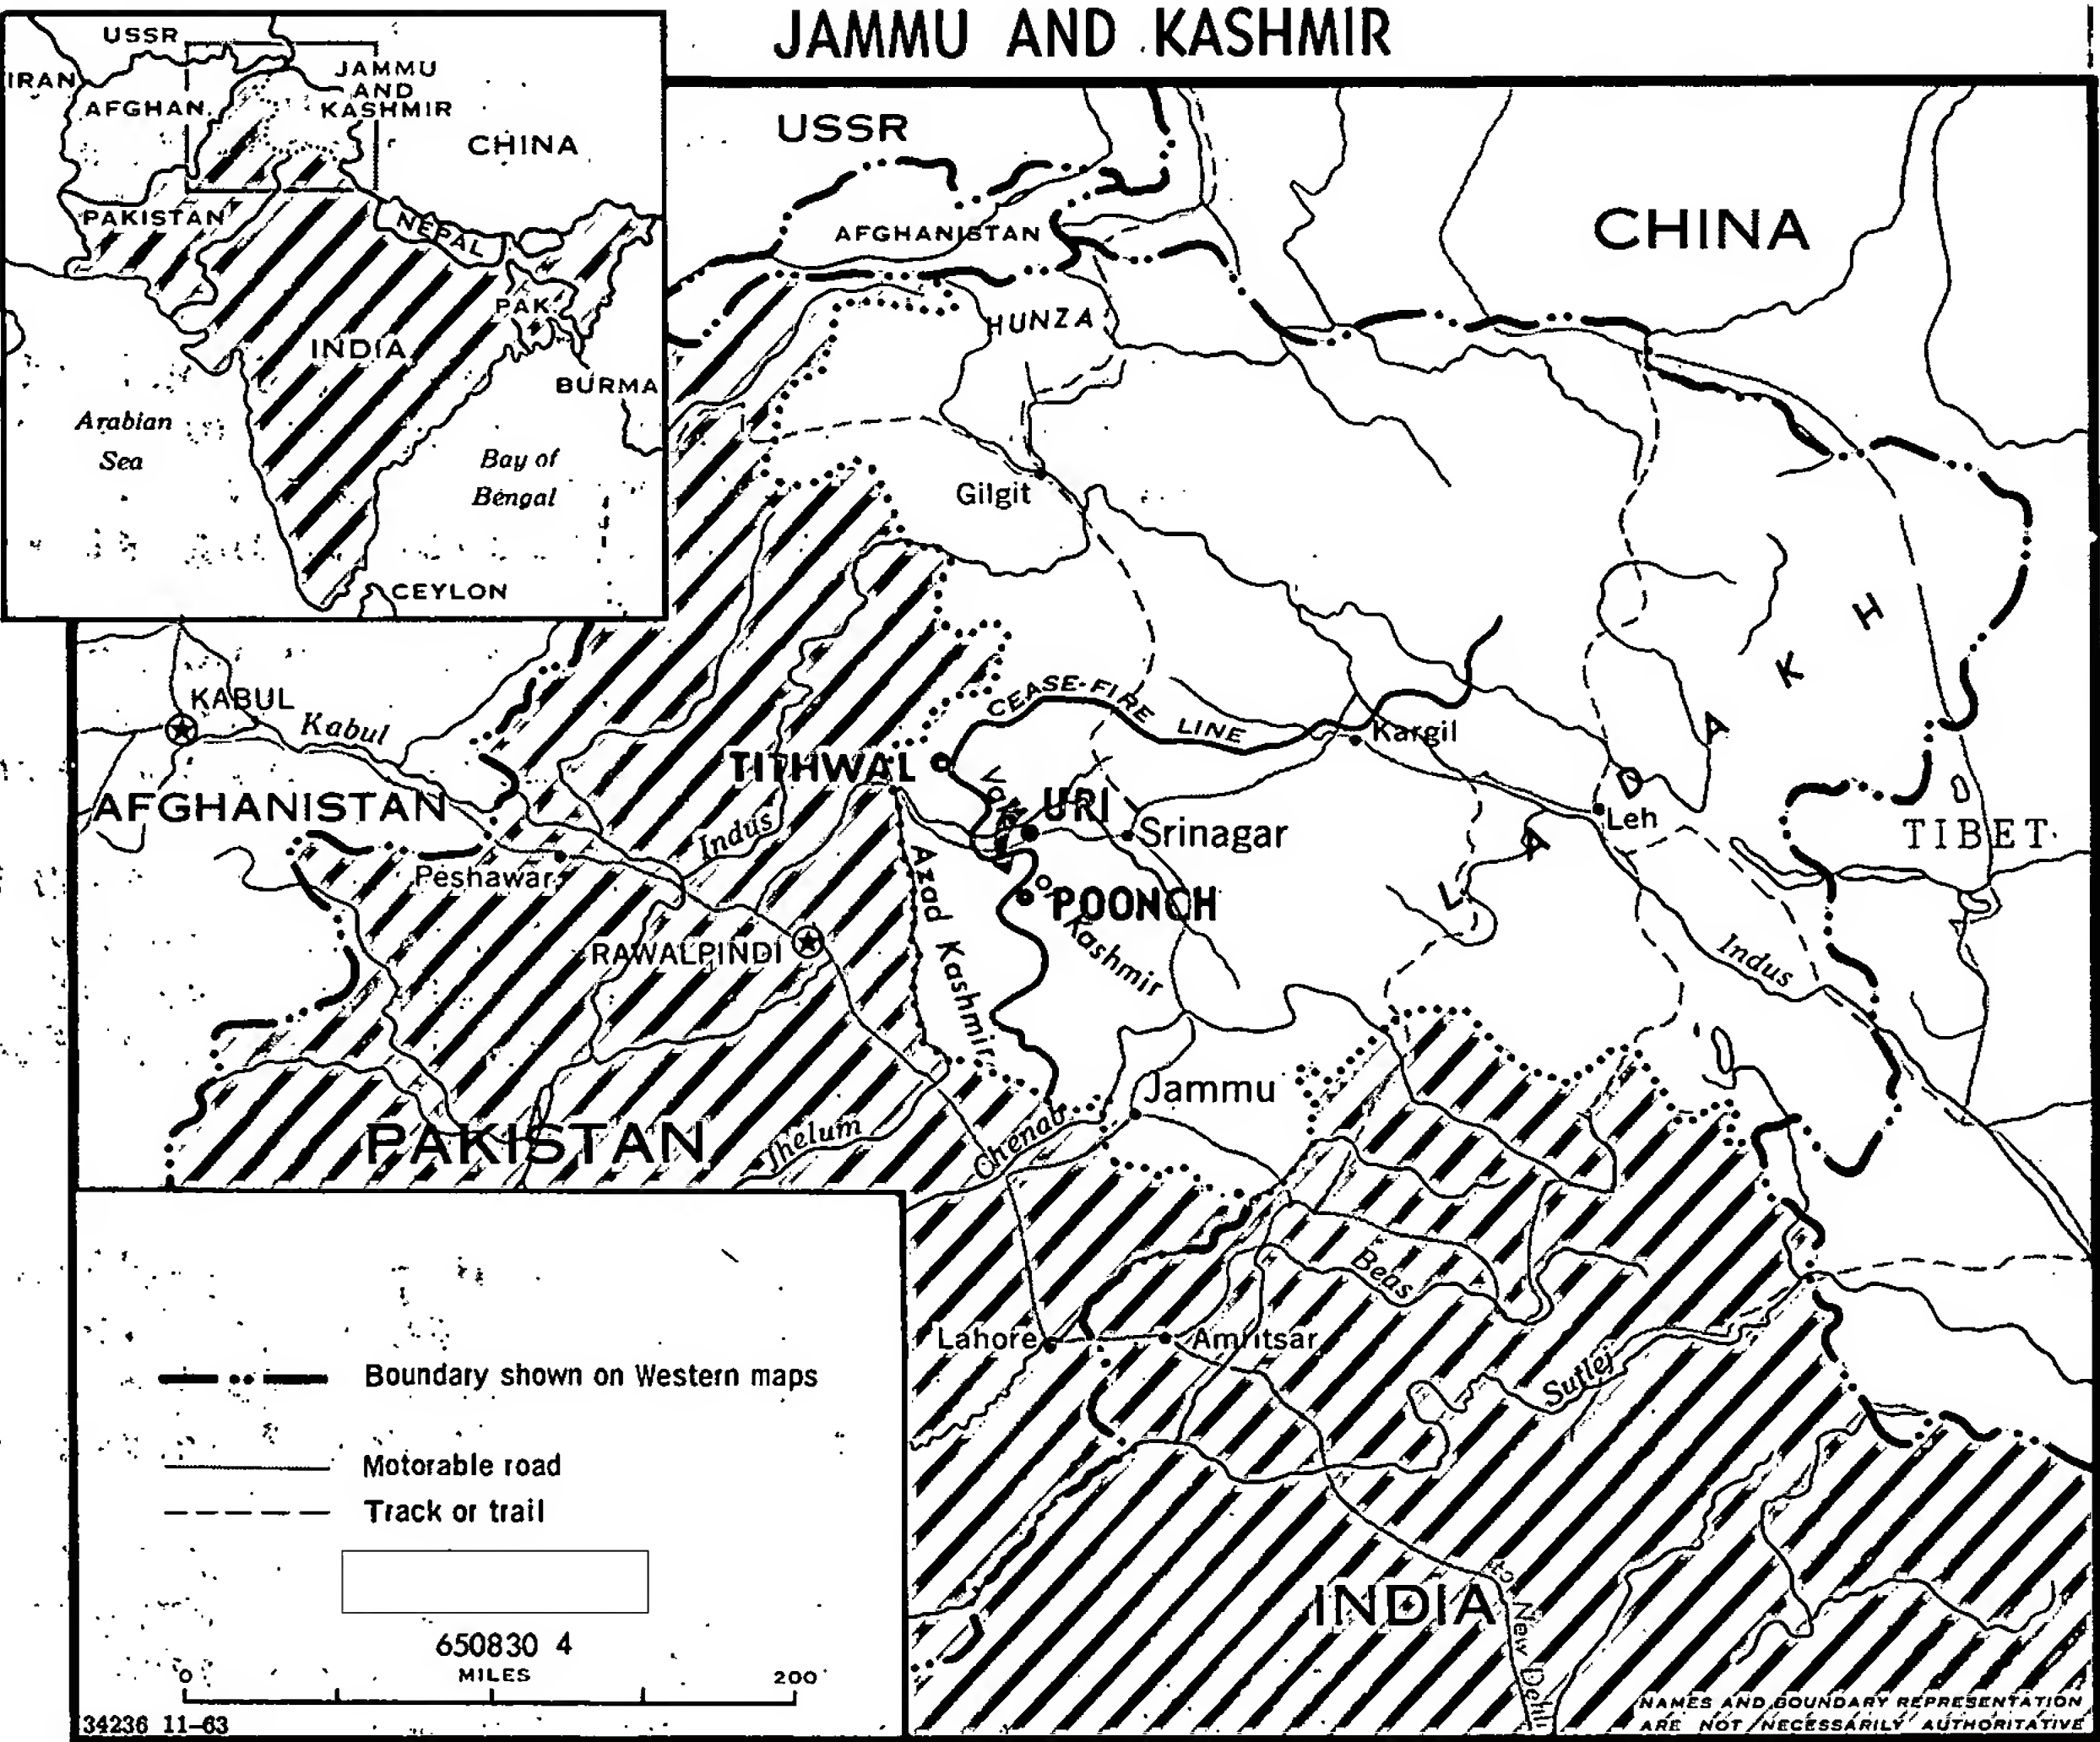 JAMMU AND KASHMIR
USSR
IRAN
AFGHAN.
JAMMU
AND
KASHMIR
CHINA
PAKISTAN
NEPAL
PAK.
INDIA
BURMA
Arabian
Sea
Bay of
Bengal
CEYLON
USSR
CHINA
AFGHANISTAN
HUNZA
Gilgit
KABUL
Kabul
CEASE-FIRE LINE
Kargil
TITHWAL
AFGHANISTAN
Vale of Kashmir
URI
Srinagar
Indus
Leh
LADAKH
TIBET
Peshawar
Azad Kashmir
POONCH
RAWALPINDI
Indus
Jammu
PAKISTAN
Jhelum
Chenab
Beas
Lahore
Amritsar
Sutlej
Boundary shown on Western maps
Motorable road
Track or trail
INDIA
to New Delhi
650830 4
0 MILES 200
34236 11-63
NAMES AND BOUNDARY REPRESENTATION
ARE NOT NECESSARILY AUTHORITATIVE